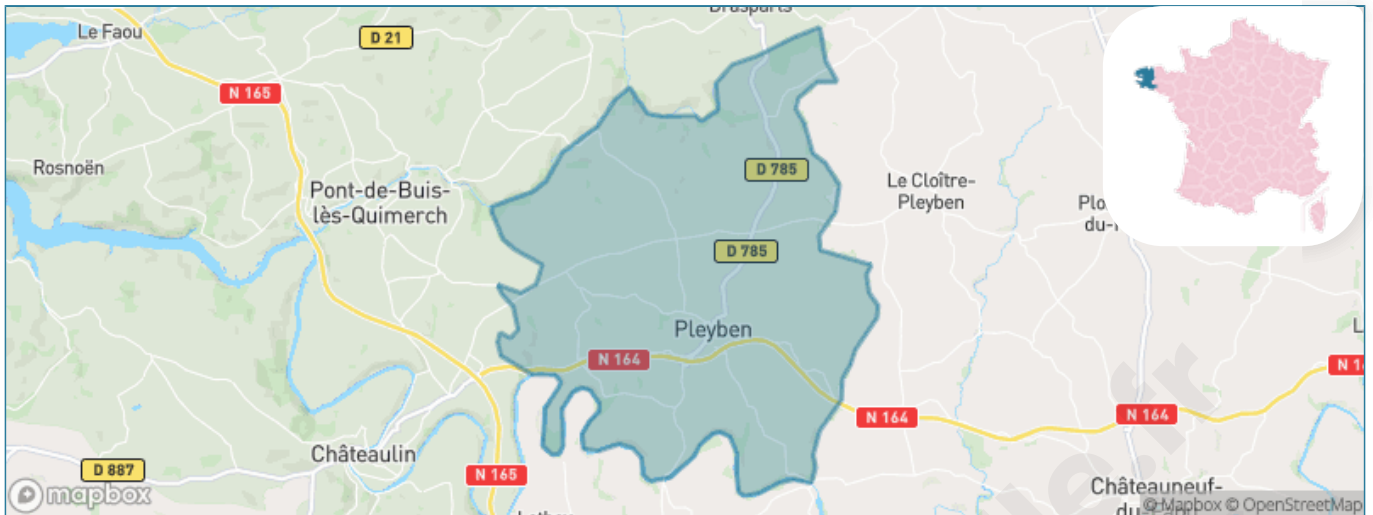 Le Faou
D 21
N 165
Rosnoën
Pont-de-Buis-
lès-Quimerch
D 785
Le Cloître-
Pleyben
D 785
Pleyben
N 164
N 164
N 164
Châteaulin
D 887
N 165
Châteauneuf-
mapbox
© Mapbox © OpenStreetMap